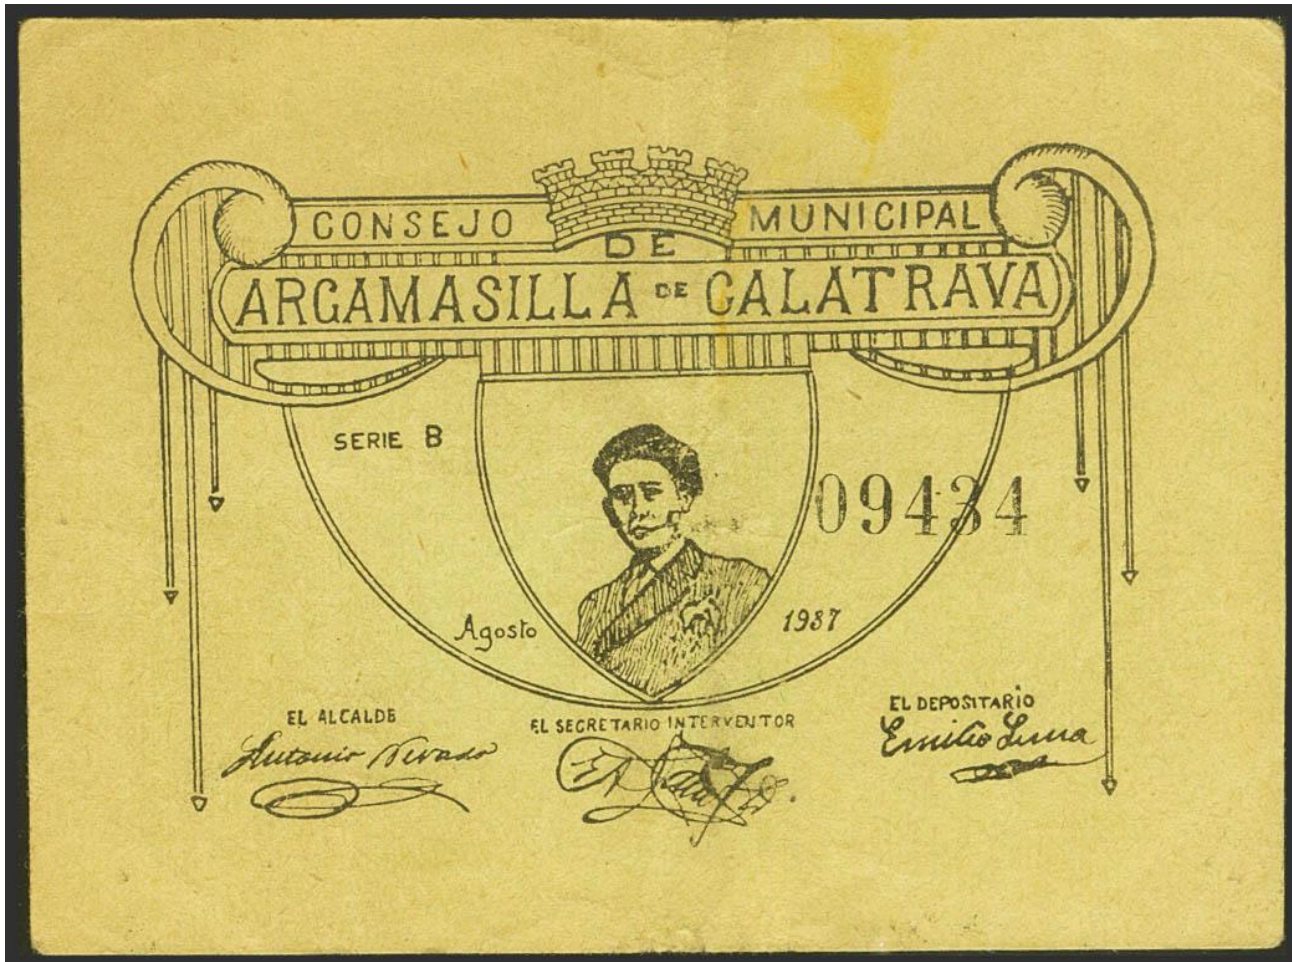 CONSEJO MUNICIPAL
DE
ARGAMASILLA DE CALATRAVA
SERIE B
09434
Agosto 1937
EL ALCALDE
Antonio Nevado
EL SECRETARIO INTERVENTOR
EL DEPOSITARIO
Emilio